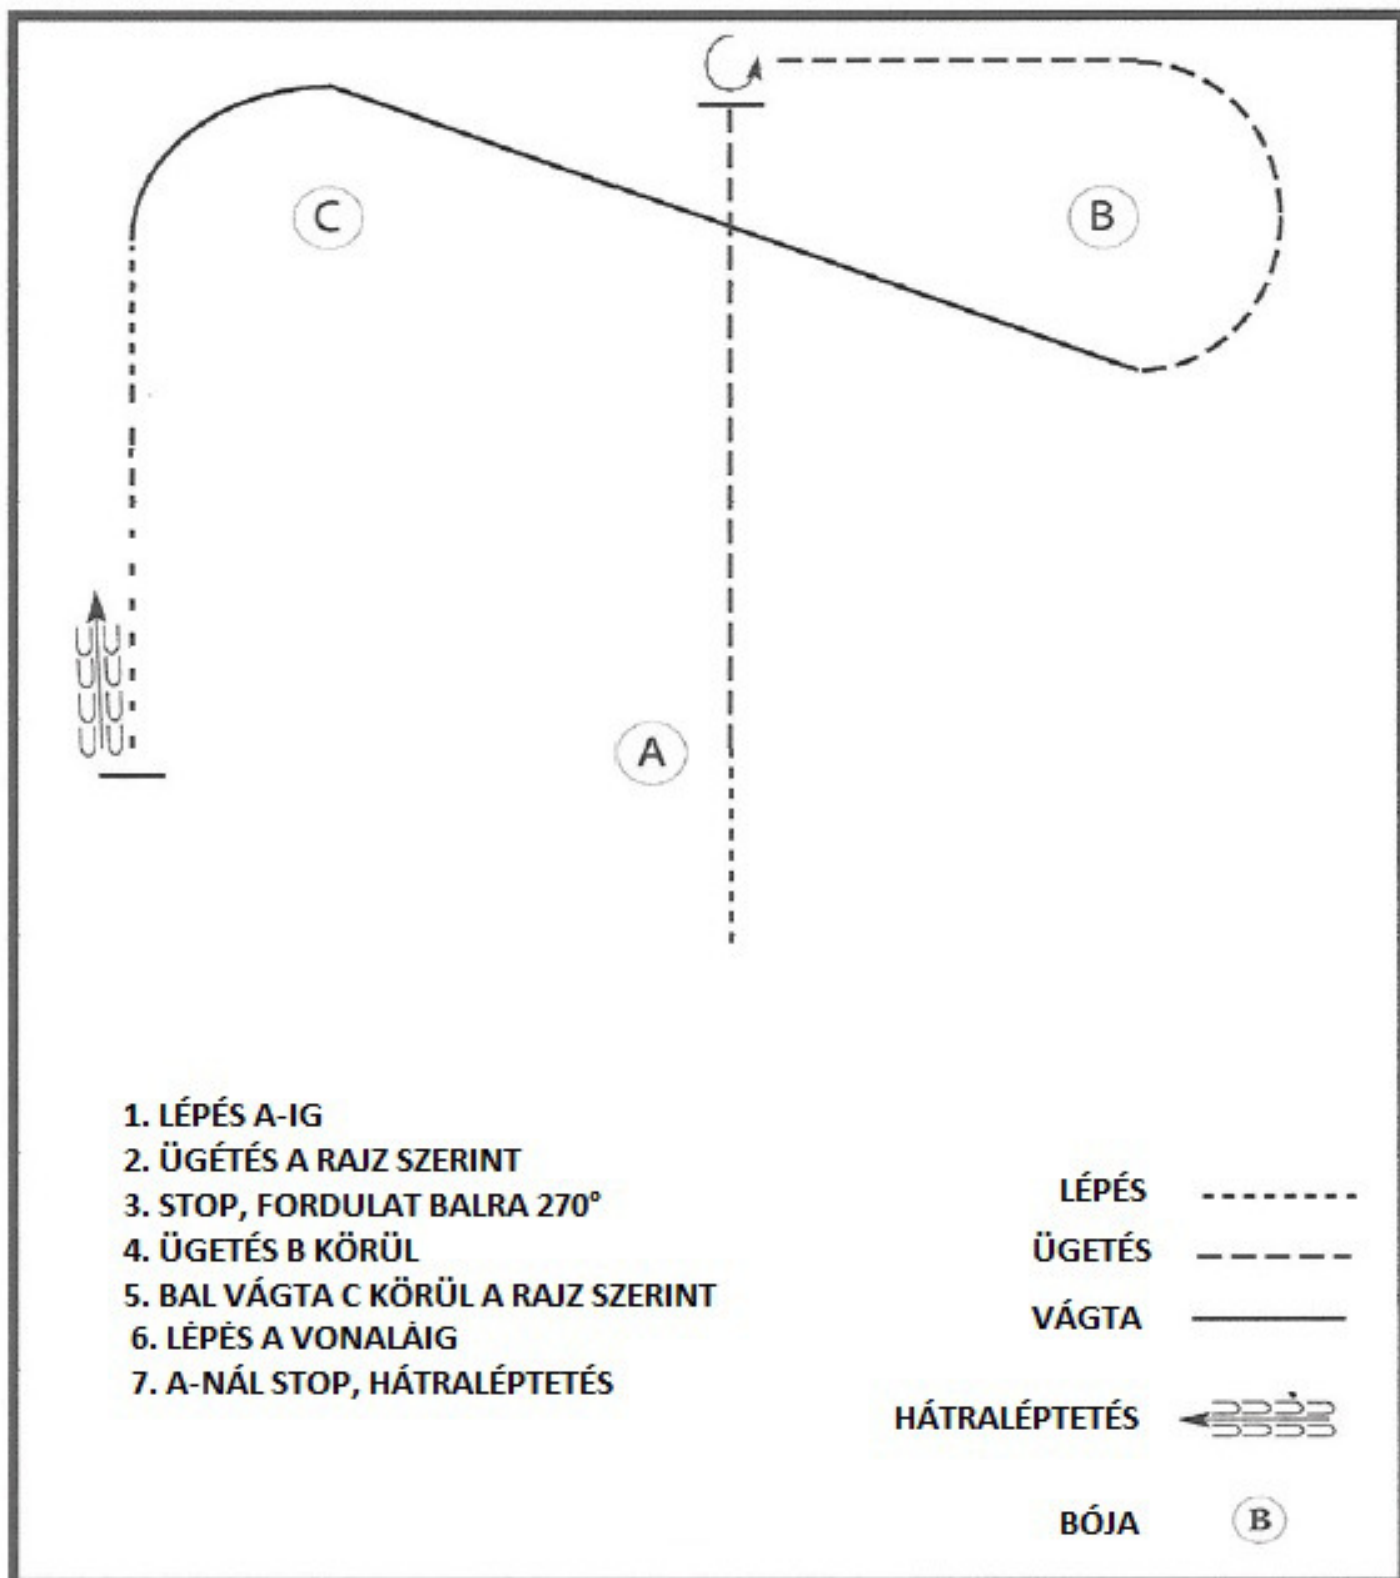 C
B
A
1. LÉPÉS A-IG
2. ÜGÉTÉS A RAJZ SZERINT
3. STOP, FORDULAT BALRA 270°
4. ÜGETÉS B KÖRÜL
5. BAL VÁGTA C KÖRÜL A RAJZ SZERINT
6. LÉPÉS A VONALÁIG
7. A-NÁL STOP, HÁTRALÉPTETÉS
LÉPÉS
ÜGETÉS
VÁGTA
HÁTRALÉPTETÉS
BÓJA B